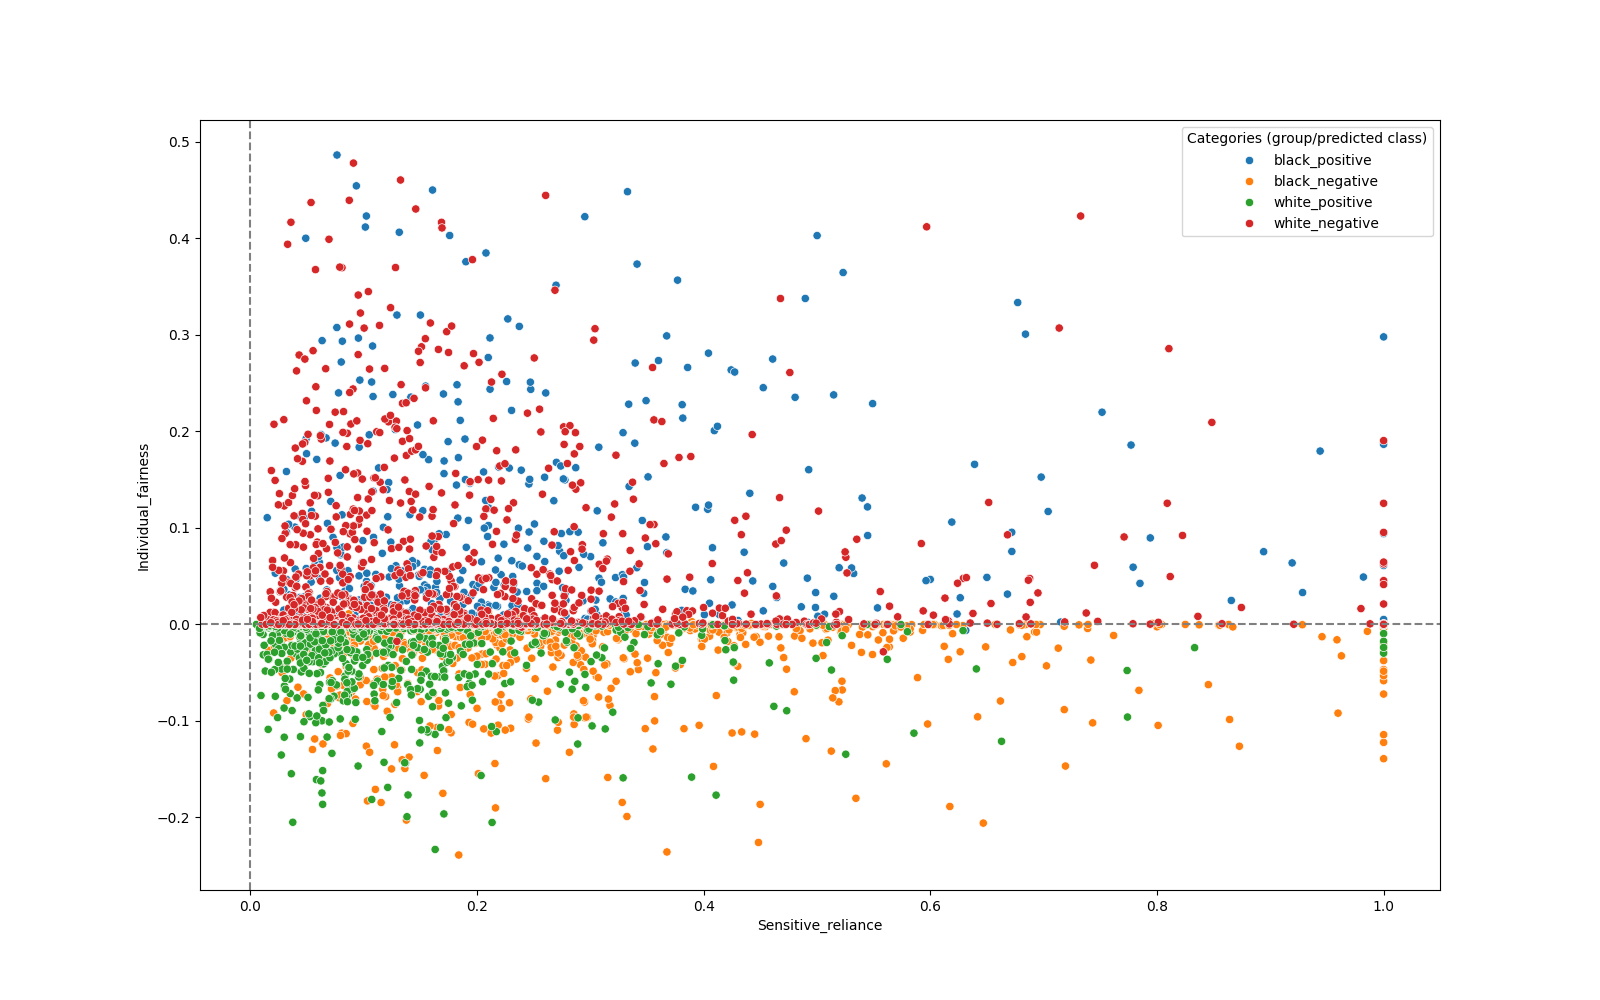 Categories (group/predicted class)
black_positive
black_negative
white_positive
white_negative
0.5
0.4
0.3
0.2
0.1
0.0
−0.1
−0.2
Individual_fairness
0.0 0.2 0.4 0.6 0.8 1.0
Sensitive_reliance